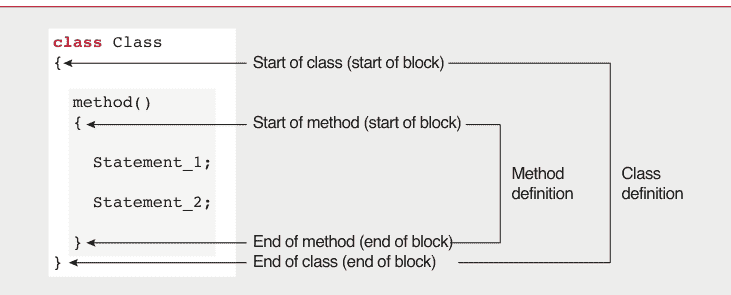 class Class
{ Start of class (start of block)
method()
{ Start of method (start of block)
Statement_1;
Method definition
Class definition
Statement_2;
} End of method (end of block)
} End of class (end of block)